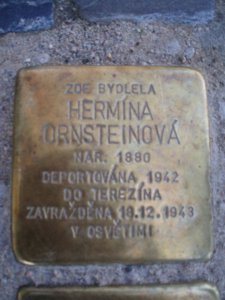 ZDE BYDLELA
HERMÍNA
ORNSTEINOVÁ
NAR. 1880
DEPORTOVÁNA 1942
DO TEREZÍNA
ZAVRAŽDĚNA 18.12.1943
V OSVĚTIMI